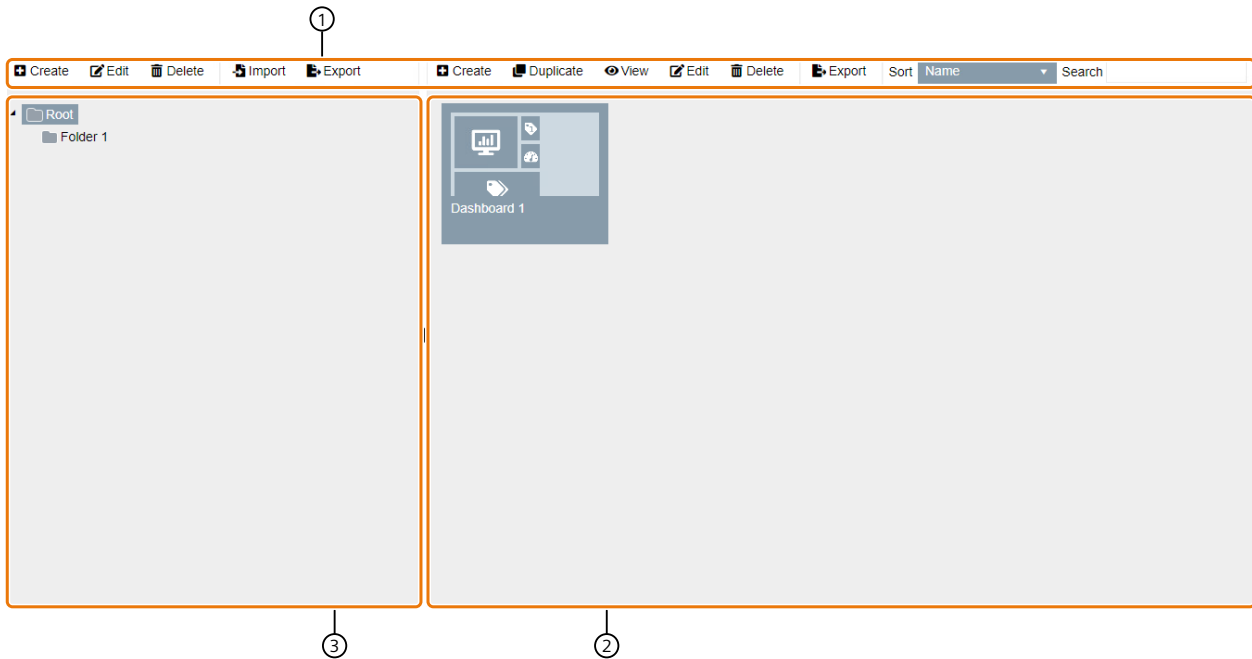 1
Create Edit Delete Import Export Create Duplicate View Edit Delete Export Sort Name Search
Root
Folder 1
Dashboard 1
3 2